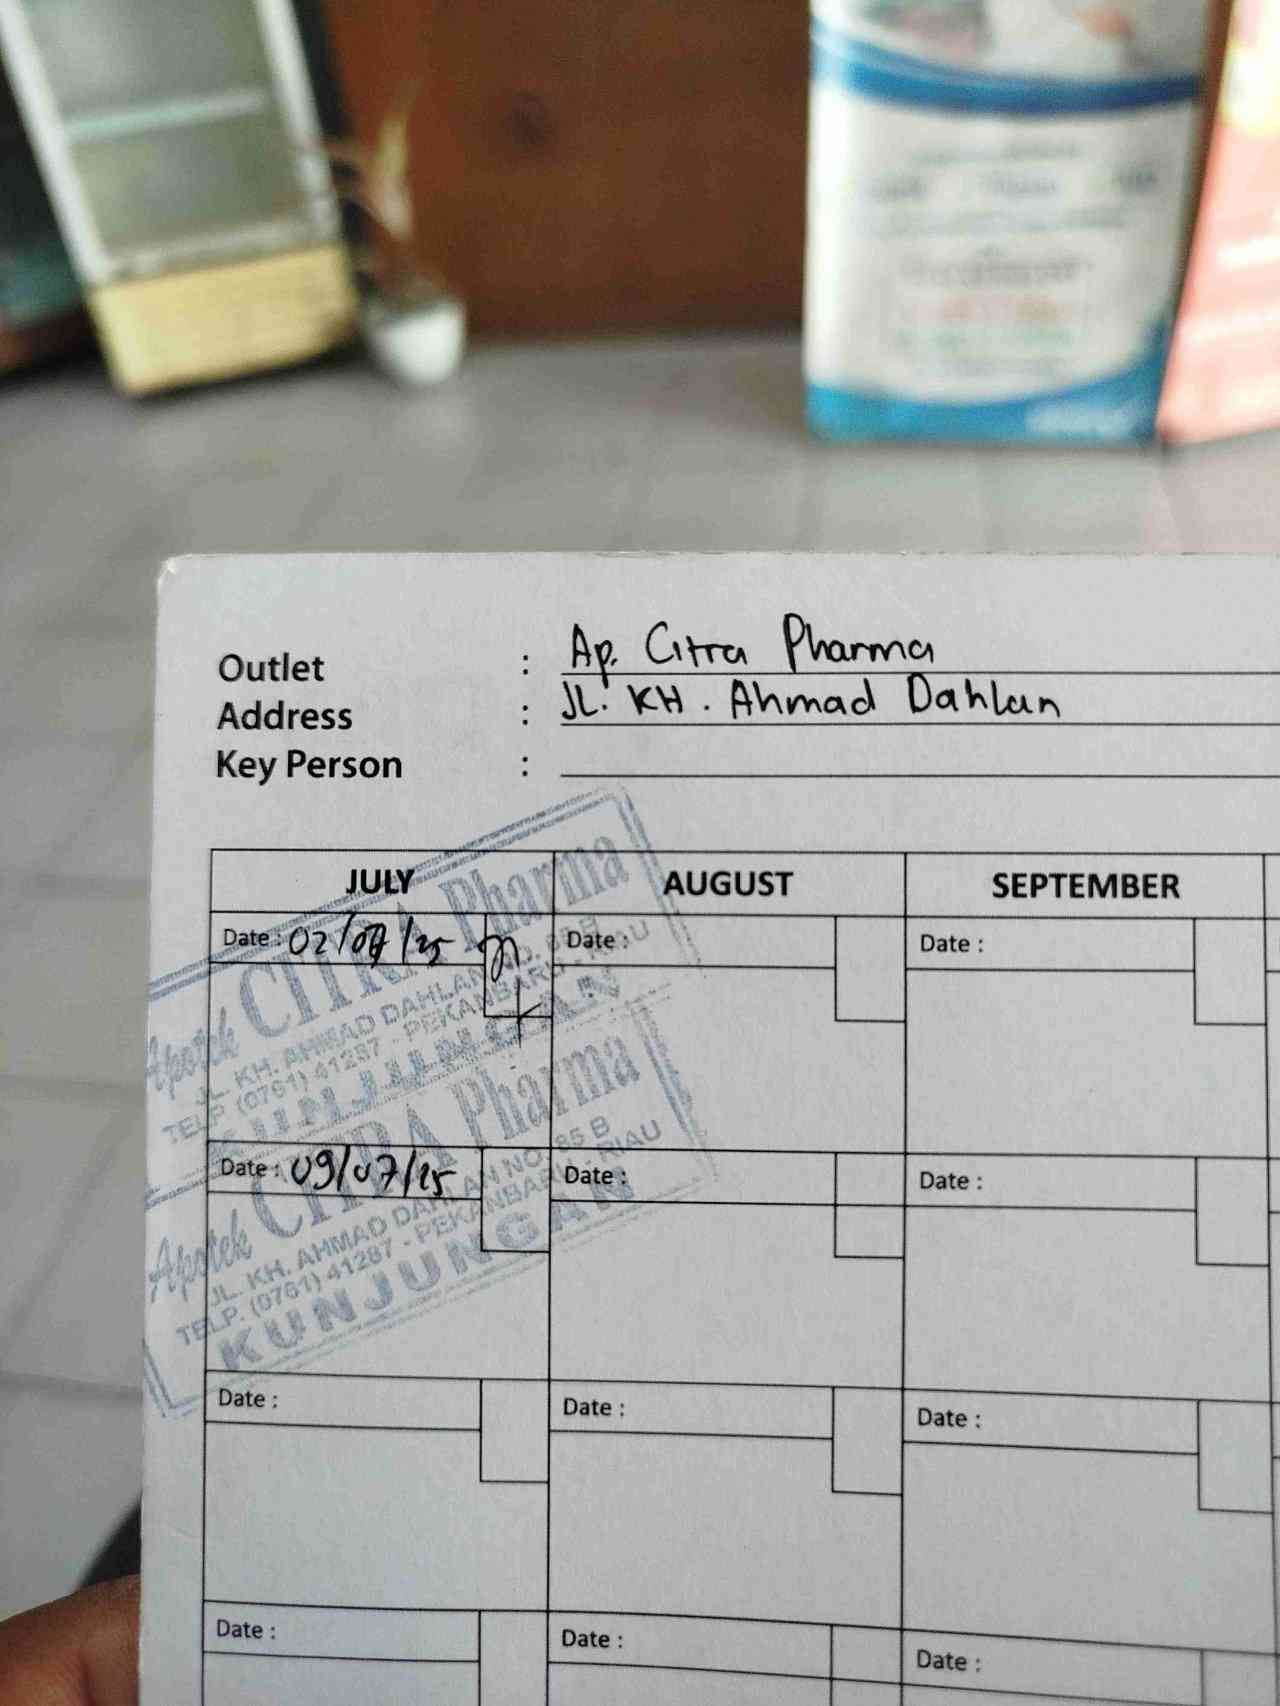 Outlet : Ap. Citra Pharma
Address : JL. KH. Ahmad Dahlan
Key Person :
JULY AUGUST SEPTEMBER
Date : 02/07/25 Date : Date :
Apotek CITRA Pharma
JL. KH. AHMAD DAHLAN NO. 85 B
TELP. (0761) 41287 - PEKANBARU - RIAU
KUNJUNGAN
Date : 09/07/25 Date : Date :
Apotek CITRA Pharma
JL. KH. AHMAD DAHLAN NO. 85 B
TELP. (0761) 41287 - PEKANBARU - RIAU
KUNJUNGAN
Date : Date : Date :
Date : Date : Date :